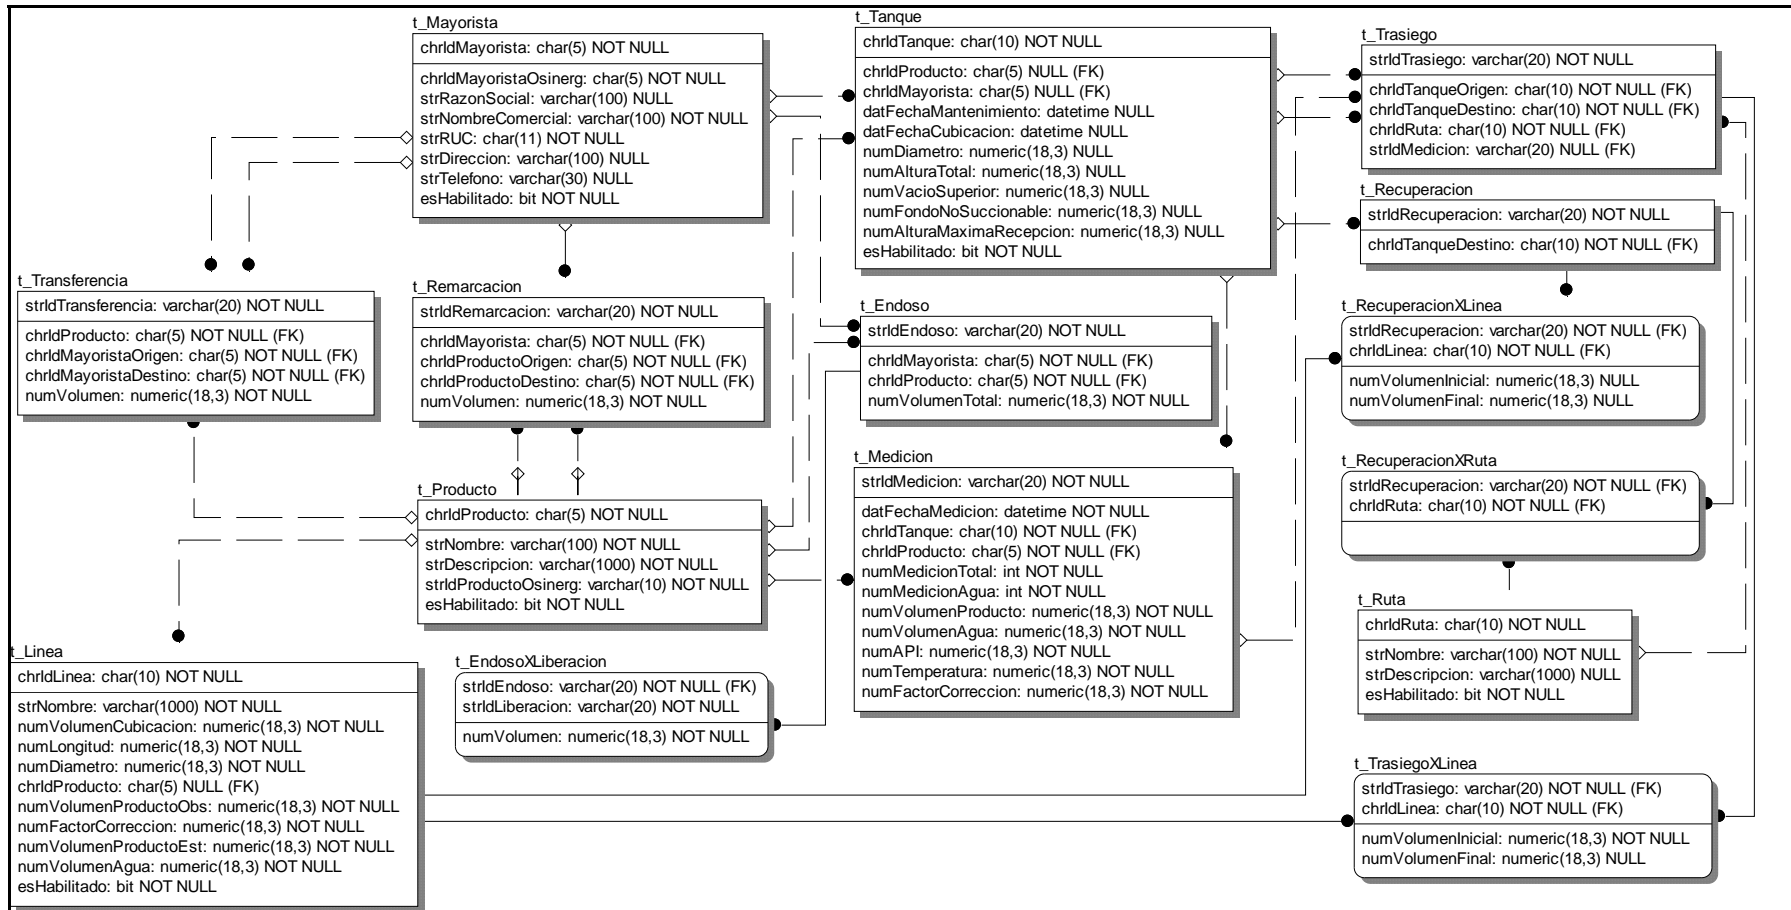 t_Mayorista
chrIdMayorista: char(5) NOT NULL
chrIdMayoristaOsinerg: char(5) NOT NULL
strRazonSocial: varchar(100) NULL
strNombreComercial: varchar(100) NOT NULL
strRUC: char(11) NOT NULL
strDireccion: varchar(100) NULL
strTelefono: varchar(30) NULL
esHabilitado: bit NOT NULL
t_Tanque
chrIdTanque: char(10) NOT NULL
chrIdProducto: char(5) NULL (FK)
chrIdMayorista: char(5) NULL (FK)
datFechaMantenimiento: datetime NULL
datFechaCubicacion: datetime NULL
numDiametro: numeric(18,3) NULL
numAlturaTotal: numeric(18,3) NULL
numVacioSuperior: numeric(18,3) NULL
numFondoNoSuccionable: numeric(18,3) NULL
numAlturaMaximaRecepcion: numeric(18,3) NULL
esHabilitado: bit NOT NULL
t_Trasiego
strIdTrasiego: varchar(20) NOT NULL
chrIdTanqueOrigen: char(10) NOT NULL (FK)
chrIdTanqueDestino: char(10) NOT NULL (FK)
chrIdRuta: char(10) NOT NULL (FK)
strIdMedicion: varchar(20) NULL (FK)
t_Recuperacion
strIdRecuperacion: varchar(20) NOT NULL
chrIdTanqueDestino: char(10) NOT NULL (FK)
t_Transferencia
strIdTransferencia: varchar(20) NOT NULL
chrIdProducto: char(5) NOT NULL (FK)
chrIdMayoristaOrigen: char(5) NOT NULL (FK)
chrIdMayoristaDestino: char(5) NOT NULL (FK)
numVolumen: numeric(18,3) NOT NULL
t_Remarcacion
strIdRemarcacion: varchar(20) NOT NULL
chrIdMayorista: char(5) NOT NULL (FK)
chrIdProductoOrigen: char(5) NOT NULL (FK)
chrIdProductoDestino: char(5) NOT NULL (FK)
numVolumen: numeric(18,3) NOT NULL
t_Endoso
strIdEndoso: varchar(20) NOT NULL
chrIdMayorista: char(5) NOT NULL (FK)
chrIdProducto: char(5) NOT NULL (FK)
numVolumenTotal: numeric(18,3) NOT NULL
t_RecuperacionXLinea
strIdRecuperacion: varchar(20) NOT NULL (FK)
chrIdLinea: char(10) NOT NULL (FK)
numVolumenInicial: numeric(18,3) NULL
numVolumenFinal: numeric(18,3) NULL
t_Producto
chrIdProducto: char(5) NOT NULL
strNombre: varchar(100) NOT NULL
strDescripcion: varchar(1000) NOT NULL
strIdProductoOsinerg: varchar(10) NOT NULL
esHabilitado: bit NOT NULL
t_Medicion
strIdMedicion: varchar(20) NOT NULL
datFechaMedicion: datetime NOT NULL
chrIdTanque: char(10) NOT NULL (FK)
chrIdProducto: char(5) NOT NULL (FK)
numMedicionTotal: int NOT NULL
numMedicionAgua: int NOT NULL
numVolumenProducto: numeric(18,3) NOT NULL
numVolumenAgua: numeric(18,3) NOT NULL
numAPI: numeric(18,3) NOT NULL
numTemperatura: numeric(18,3) NOT NULL
numFactorCorreccion: numeric(18,3) NOT NULL
t_RecuperacionXRuta
strIdRecuperacion: varchar(20) NOT NULL (FK)
chrIdRuta: char(10) NOT NULL (FK)
t_Ruta
chrIdRuta: char(10) NOT NULL
strNombre: varchar(100) NOT NULL
strDescripcion: varchar(1000) NULL
esHabilitado: bit NOT NULL
t_Linea
chrIdLinea: char(10) NOT NULL
strNombre: varchar(1000) NOT NULL
numVolumenCubicacion: numeric(18,3) NOT NULL
numLongitud: numeric(18,3) NOT NULL
numDiametro: numeric(18,3) NOT NULL
chrIdProducto: char(5) NULL (FK)
numVolumenProductoObs: numeric(18,3) NOT NULL
numFactorCorreccion: numeric(18,3) NOT NULL
numVolumenProductoEst: numeric(18,3) NOT NULL
numVolumenAgua: numeric(18,3) NOT NULL
esHabilitado: bit NOT NULL
t_EndosoXLiberacion
strIdEndoso: varchar(20) NOT NULL (FK)
strIdLiberacion: varchar(20) NOT NULL
numVolumen: numeric(18,3) NOT NULL
t_TrasiegoXLinea
strIdTrasiego: varchar(20) NOT NULL (FK)
chrIdLinea: char(10) NOT NULL (FK)
numVolumenInicial: numeric(18,3) NOT NULL
numVolumenFinal: numeric(18,3) NULL